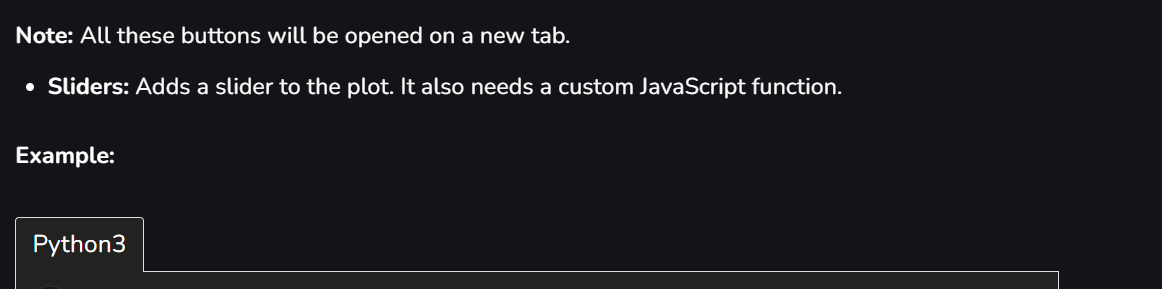 Note: All these buttons will be opened on a new tab.
• Sliders: Adds a slider to the plot. It also needs a custom JavaScript function.
Example:
Python3